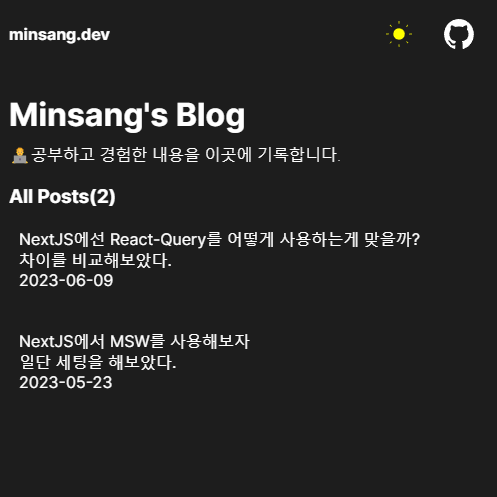 minsang.dev
Minsang's Blog
공부하고 경험한 내용을 이곳에 기록합니다.
All Posts(2)
NextJS에선 React-Query를 어떻게 사용하는게 맞을까?
차이를 비교해보았다.
2023-06-09
NextJS에서 MSW를 사용해보자
일단 세팅을 해보았다.
2023-05-23